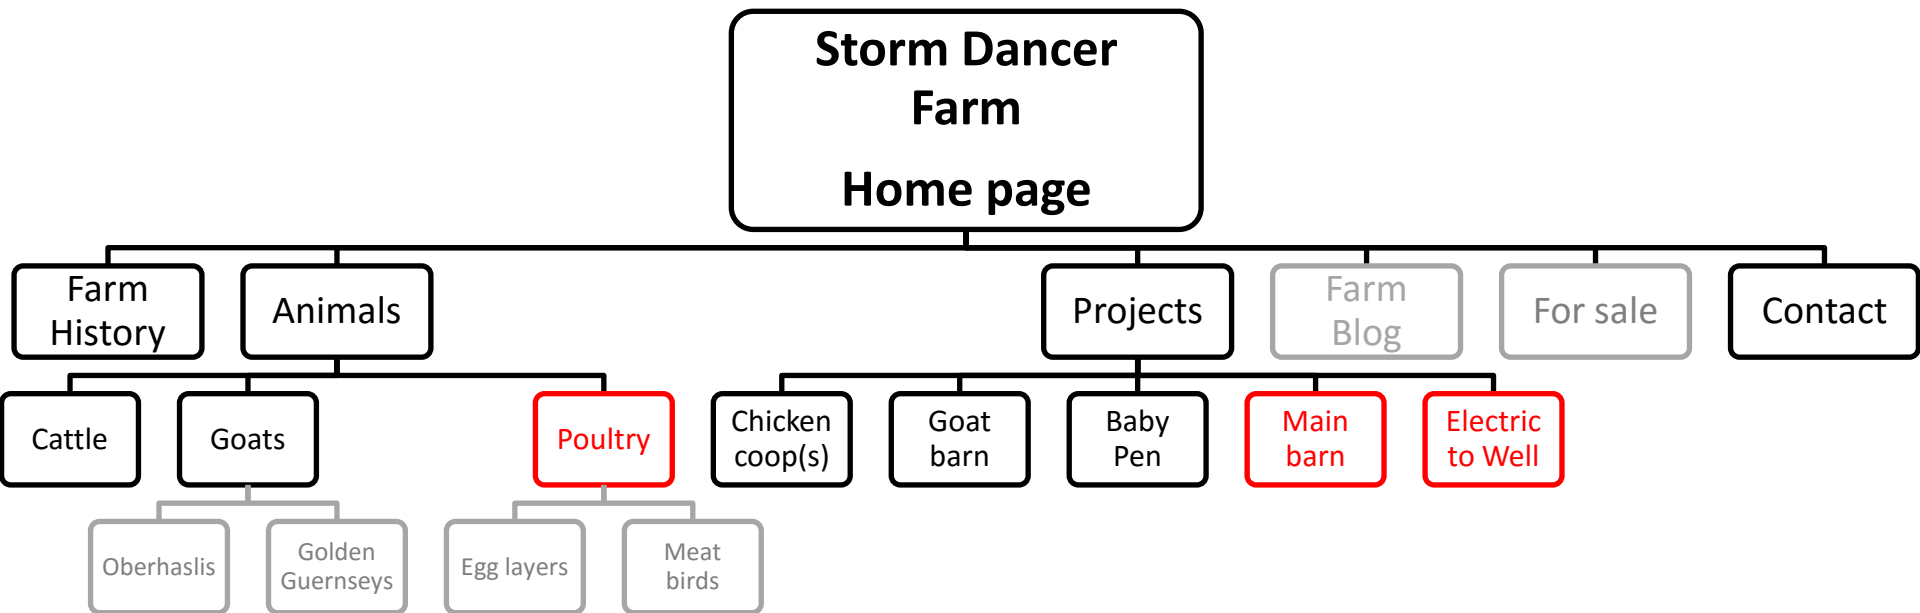 Storm Dancer
Farm
Home page
Farm
History
Animals
Projects
Farm
Blog
For sale
Contact
Cattle
Goats
Poultry
Chicken
coop(s)
Goat
barn
Baby
Pen
Main
barn
Electric
to Well
Oberhaslis
Golden
Guernseys
Egg layers
Meat
birds